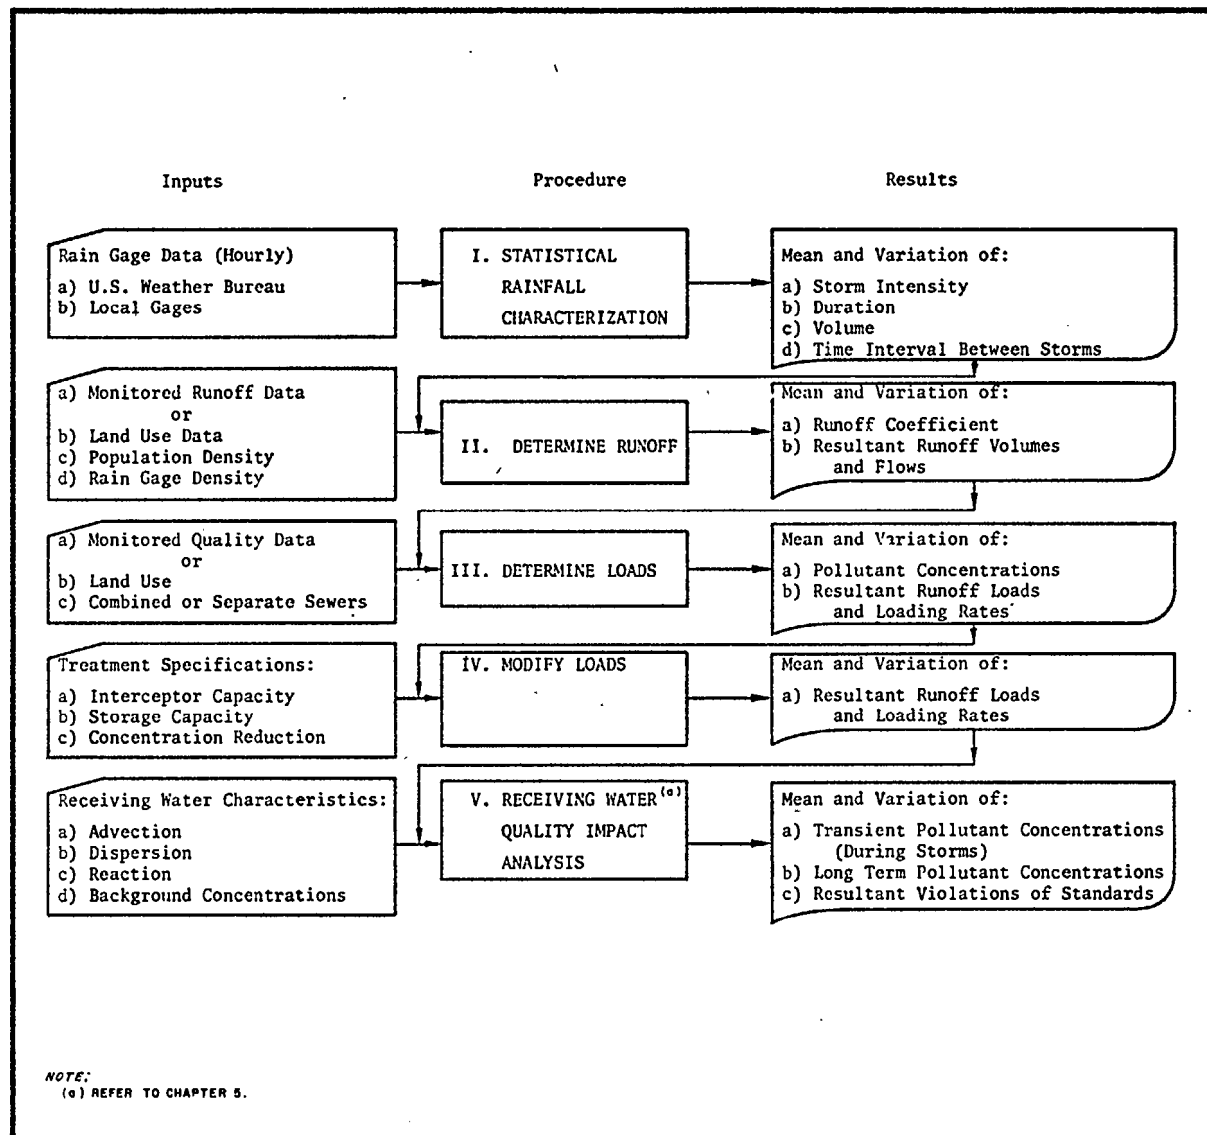 Inputs
Procedure
Results
Rain Gage Data (Hourly)
a) U.S. Weather Bureau
b) Local Gages
I. STATISTICAL
RAINFALL
CHARACTERIZATION
Mean and Variation of:
a) Storm Intensity
b) Duration
c) Volume
d) Time Interval Between Storms
a) Monitored Runoff Data
or
b) Land Use Data
c) Population Density
d) Rain Gage Density
II. DETERMINE RUNOFF
Mean and Variation of:
a) Runoff Coefficient
b) Resultant Runoff Volumes
and Flows
a) Monitored Quality Data
or
b) Land Use
c) Combined or Separate Sewers
III. DETERMINE LOADS
Mean and Variation of:
a) Pollutant Concentrations
b) Resultant Runoff Loads
and Loading Rates
Treatment Specifications:
a) Interceptor Capacity
b) Storage Capacity
c) Concentration Reduction
IV. MODIFY LOADS
Mean and Variation of:
a) Resultant Runoff Loads
and Loading Rates
Receiving Water Characteristics:
a) Advection
b) Dispersion
c) Reaction
d) Background Concentrations
V. RECEIVING WATER(a)
QUALITY IMPACT
ANALYSIS
Mean and Variation of:
a) Transient Pollutant Concentrations
(During Storms)
b) Long Term Pollutant Concentrations
c) Resultant Violations of Standards
NOTE:
(a) REFER TO CHAPTER 5.